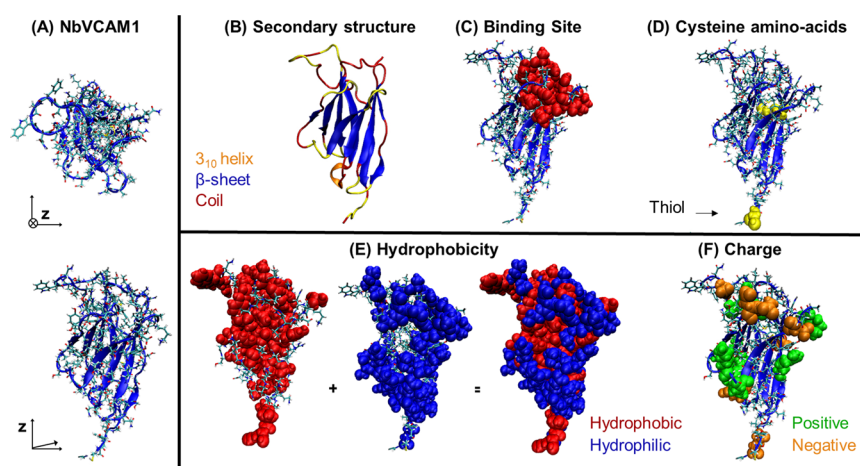 (A) NbVCAM1
(B) Secondary structure
(C) Binding Site
(D) Cysteine amino-acids
3₁₀ helix
β-sheet
Coil
Thiol
z
(E) Hydrophobicity
(F) Charge
+
=
z
Hydrophobic
Hydrophilic
Positive
Negative